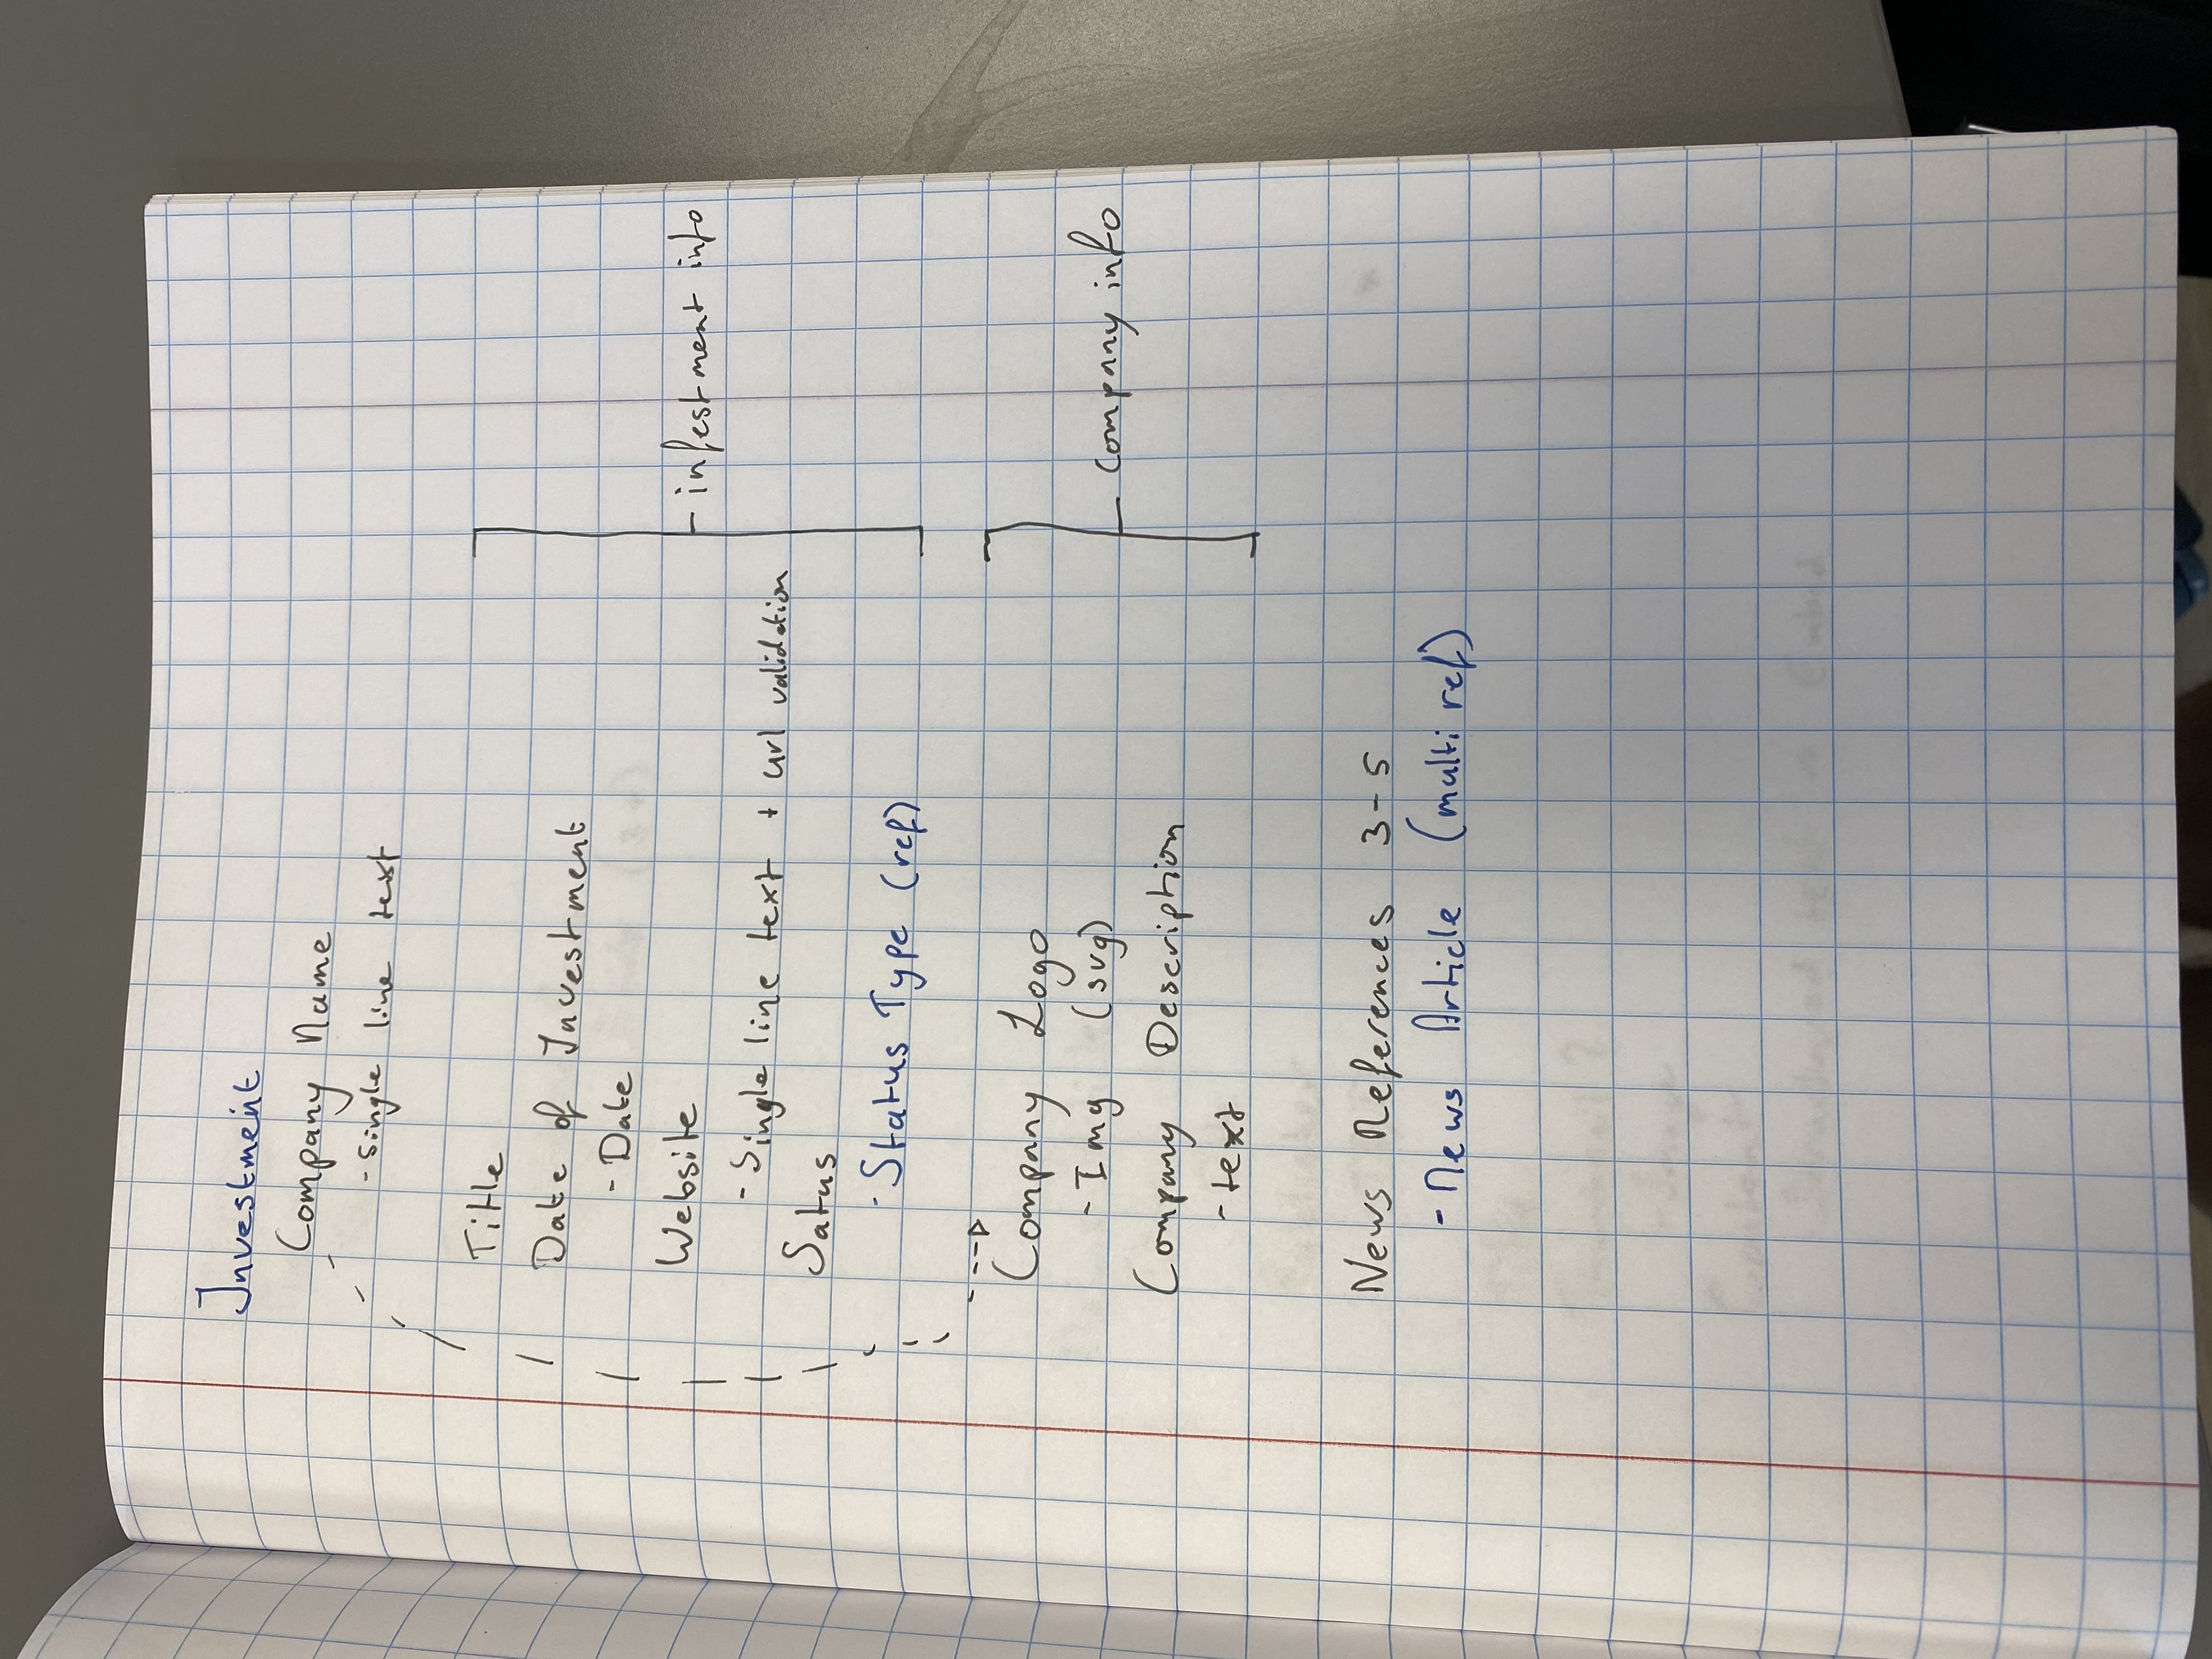 Investment
Company Name
- Single line text
Title
Date of Investment
- Date
Website
- Single line text + url validation
Satus
- Status Type (ref)
infestment info
Company Logo
- Img (svg)
Company Description
- text
company info
News References 3-5
- News Article (multi ref)